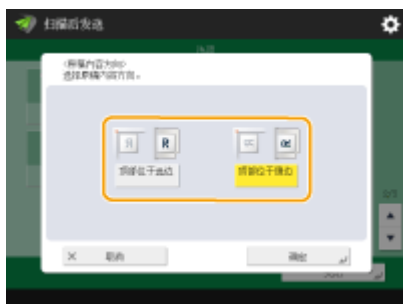 扫描后发送
<原稿内容方向>
选择原稿内容方向。
R
顶部位于远边
顶部位于侧边
× 取消
确定